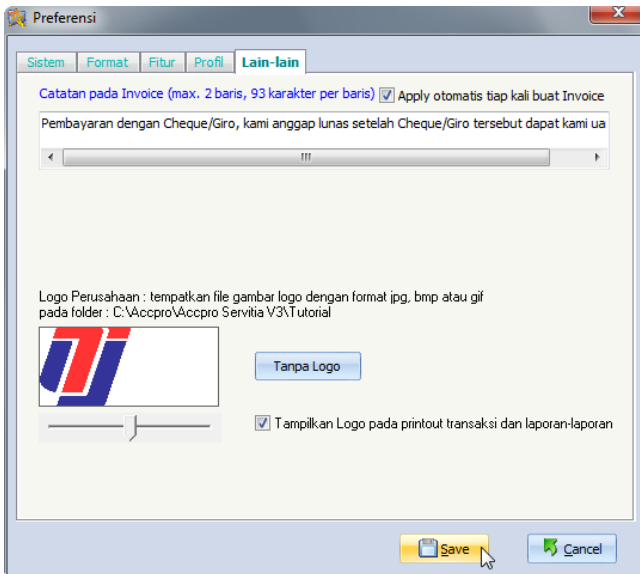 Preferensi
Sistem Format Fitur Profil Lain-lain
Catatan pada Invoice (max. 2 baris, 93 karakter per baris) Apply otomatis tiap kali buat Invoice
Pembayaran dengan Cheque/Giro, kami anggap lunas setelah Cheque/Giro tersebut dapat kami ua
Logo Perusahaan : tempatkan file gambar logo dengan format jpg, bmp atau gif
pada folder : C:\Accpro\Accpro Servitia V3\Tutorial
Tanpa Logo
Tampilkan Logo pada printout transaksi dan laporan-laporan
Save Cancel